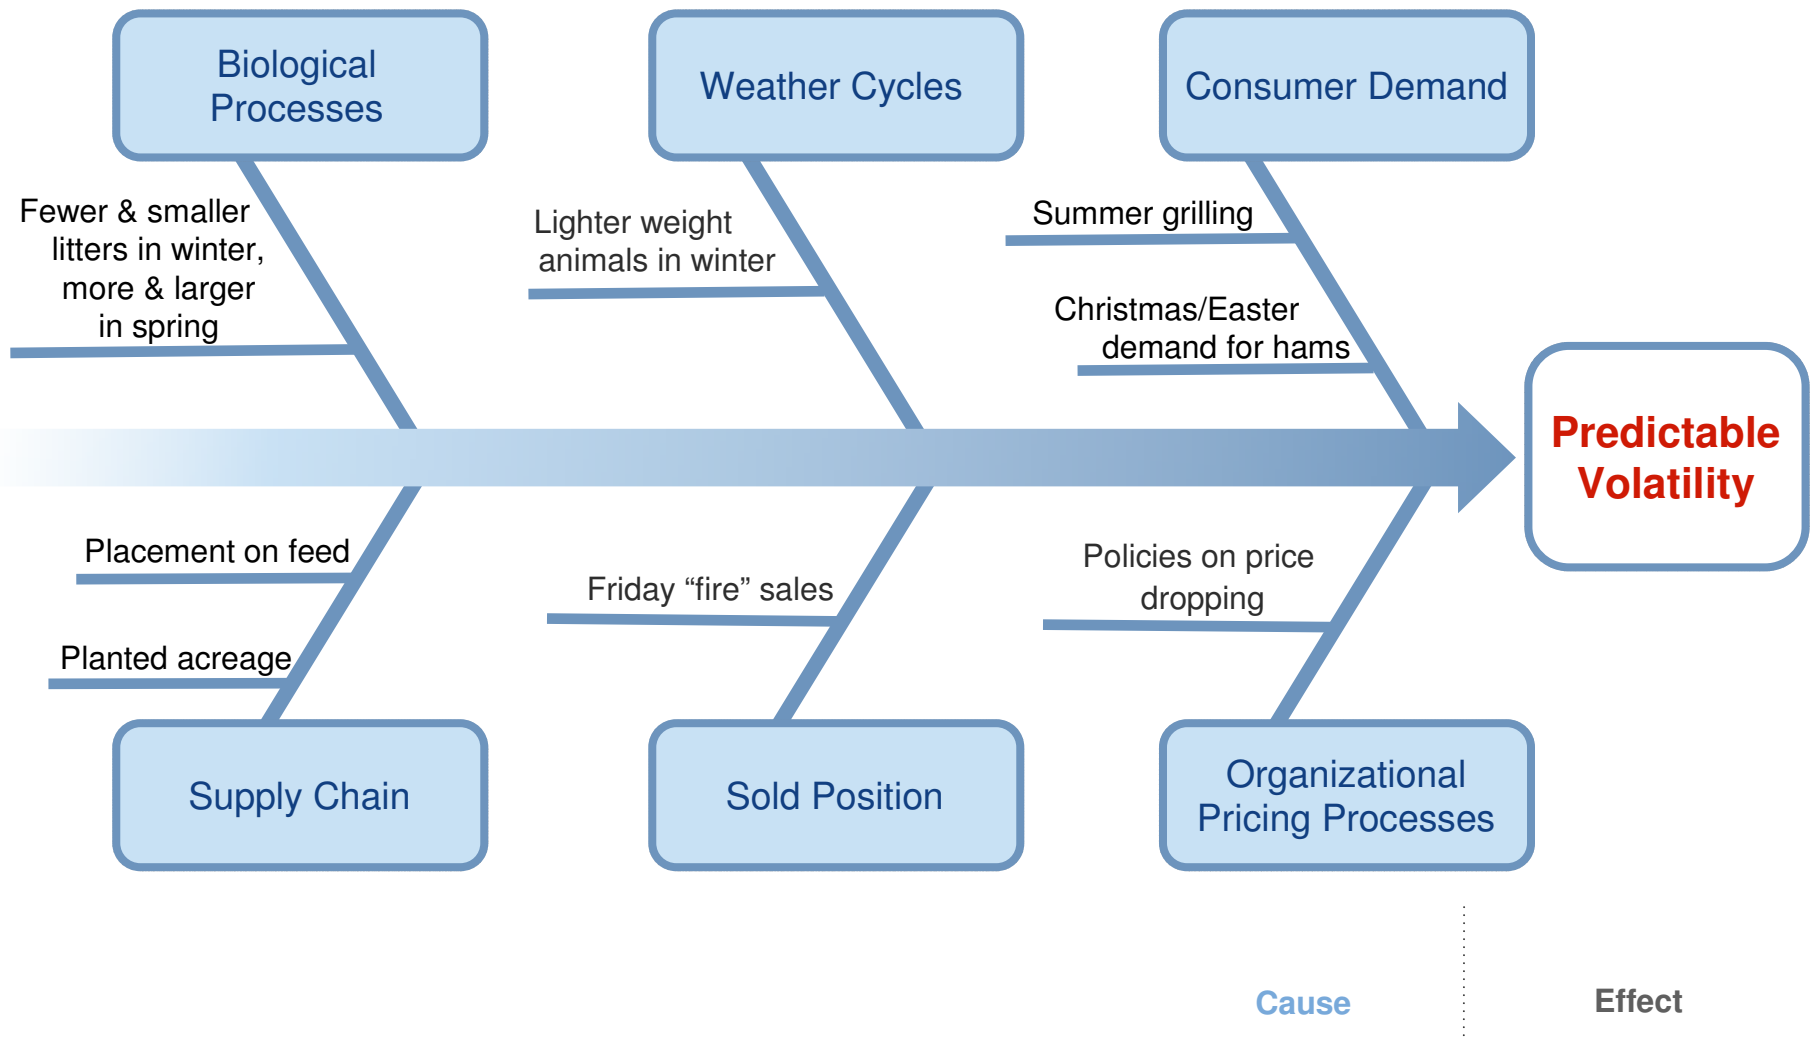 Biological
Processes
Weather Cycles
Consumer Demand
Fewer & smaller
litters in winter,
more & larger
in spring
Lighter weight
animals in winter
Summer grilling
Christmas/Easter
demand for hams
Predictable
Volatility
Placement on feed
Planted acreage
Friday “fire” sales
Policies on price
dropping
Supply Chain
Sold Position
Organizational
Pricing Processes
Cause
Effect